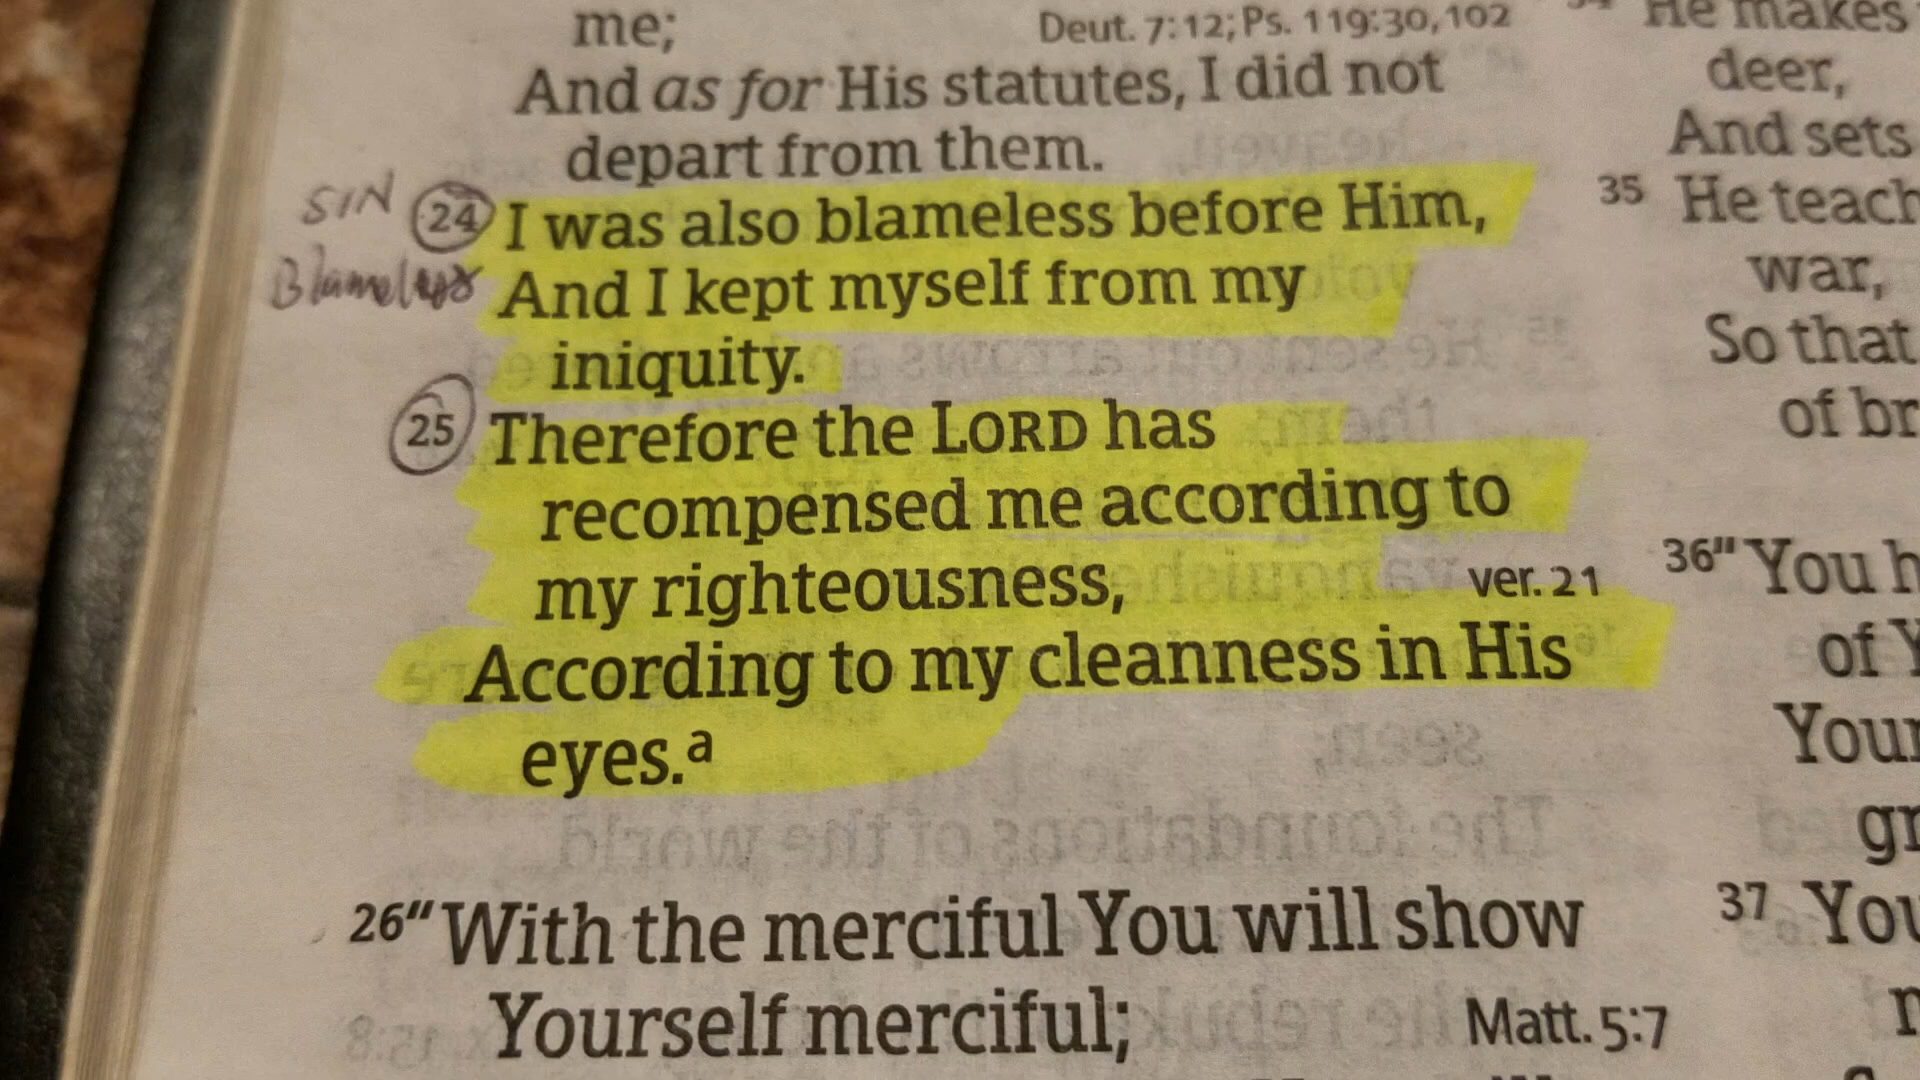 me;
Deut. 7:12; Ps. 119:30, 102
And as for His statutes, I did not
depart from them.
SIN
Blameless
24 I was also blameless before Him,
And I kept myself from my
iniquity.
25 Therefore the LORD has
recompensed me according to
my righteousness,
ver. 21
According to my cleanness in His
eyes.a
26 "With the merciful You will show
Yourself merciful;
Matt. 5:7
34 He makes
deer,
And sets
35 He teach
war,
So that
of br
36 "You h
of Y
Your
gr
37 You